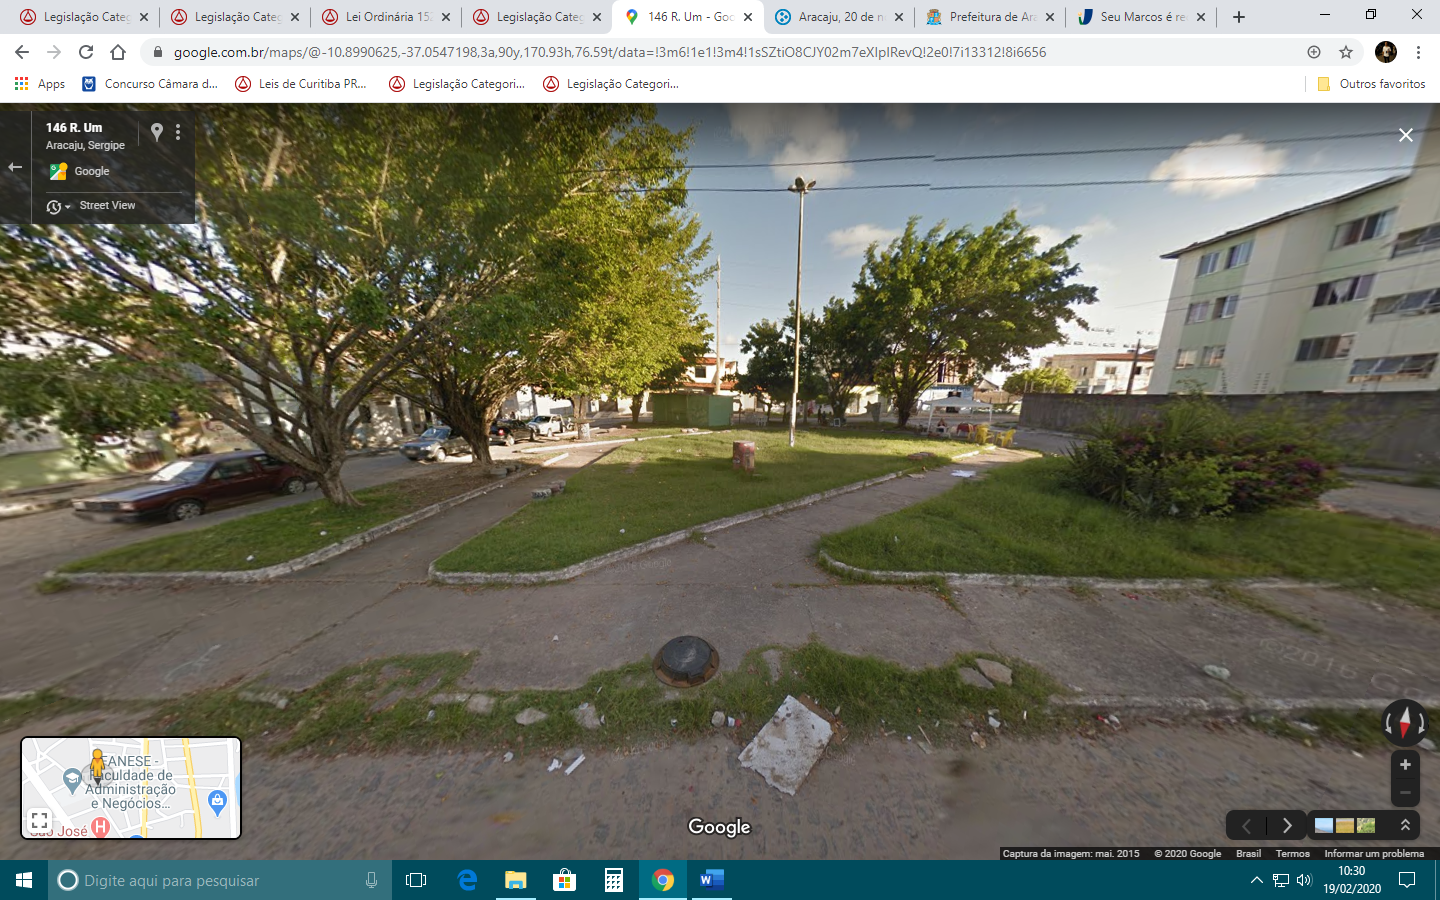 Legislação Categ
Legislação Categ
Lei Ordinária 15
Legislação Categ
146 R. Um - Goo
Aracaju, 20 de n
Prefeitura de Ara
Seu Marcos é re
google.com.br/maps/@-10.8990625,-37.0547198,3a,90y,170.93h,76.59t/data=!3m6!1e1!3m4!1sSZtiO8CJY02m7eXIpIRevQ!2e0!7i13312!8i6656
Apps
Concurso Câmara d...
Leis de Curitiba PR...
Legislação Categori...
Legislação Categori...
Outros favoritos
146 R. Um
Aracaju, Sergipe
Google
Street View
FANESE -
Faculdade de
Administração
e Negócios...
São José
H
Google
Captura da imagem: mai. 2015 © 2020 Google Brasil Termos Informar um problema
Digite aqui para pesquisar
10:30
19/02/2020